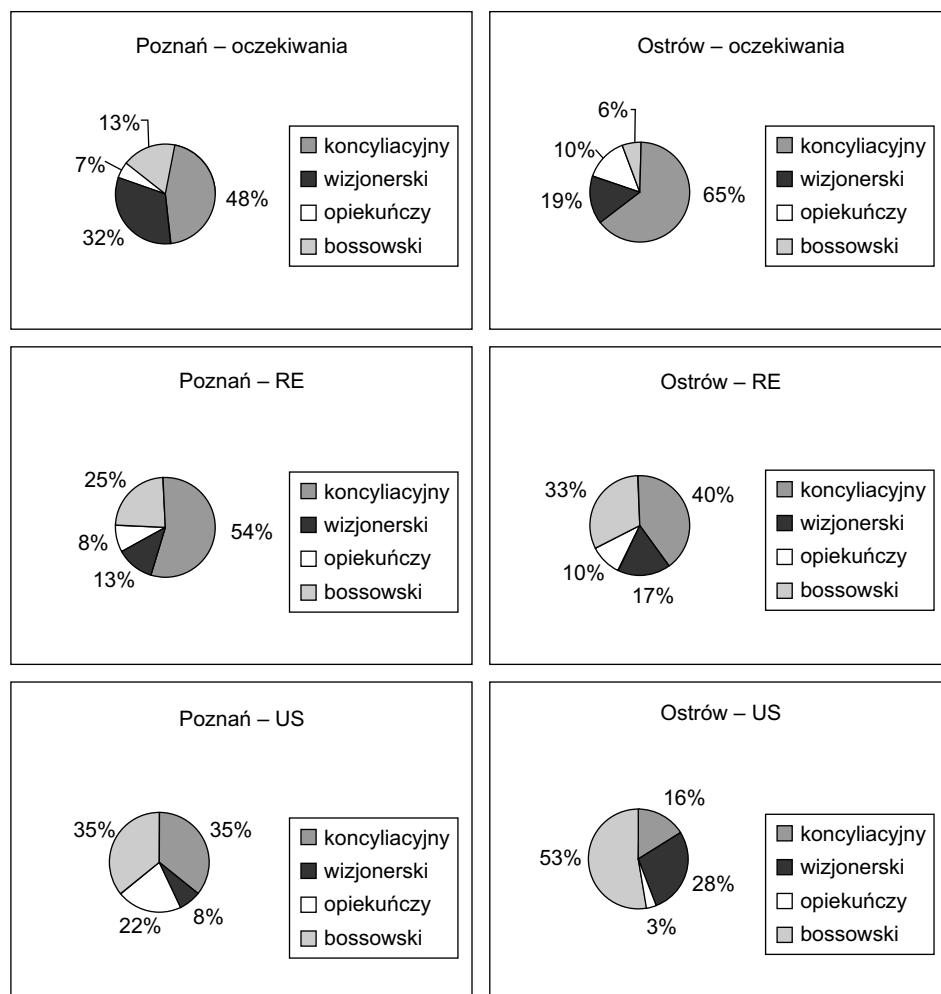 Poznań – oczekiwania
13%
7%
48%
32%
koncyliacyjny
wizjonerski
opiekuńczy
bossowski
Ostrów – oczekiwania
6%
10%
19%
65%
koncyliacyjny
wizjonerski
opiekuńczy
bossowski
Poznań – RE
25%
54%
8%
13%
koncyliacyjny
wizjonerski
opiekuńczy
bossowski
Ostrów – RE
33%
40%
10%
17%
koncyliacyjny
wizjonerski
opiekuńczy
bossowski
Poznań – US
35%
35%
22%
8%
koncyliacyjny
wizjonerski
opiekuńczy
bossowski
Ostrów – US
16%
53%
28%
3%
koncyliacyjny
wizjonerski
opiekuńczy
bossowski